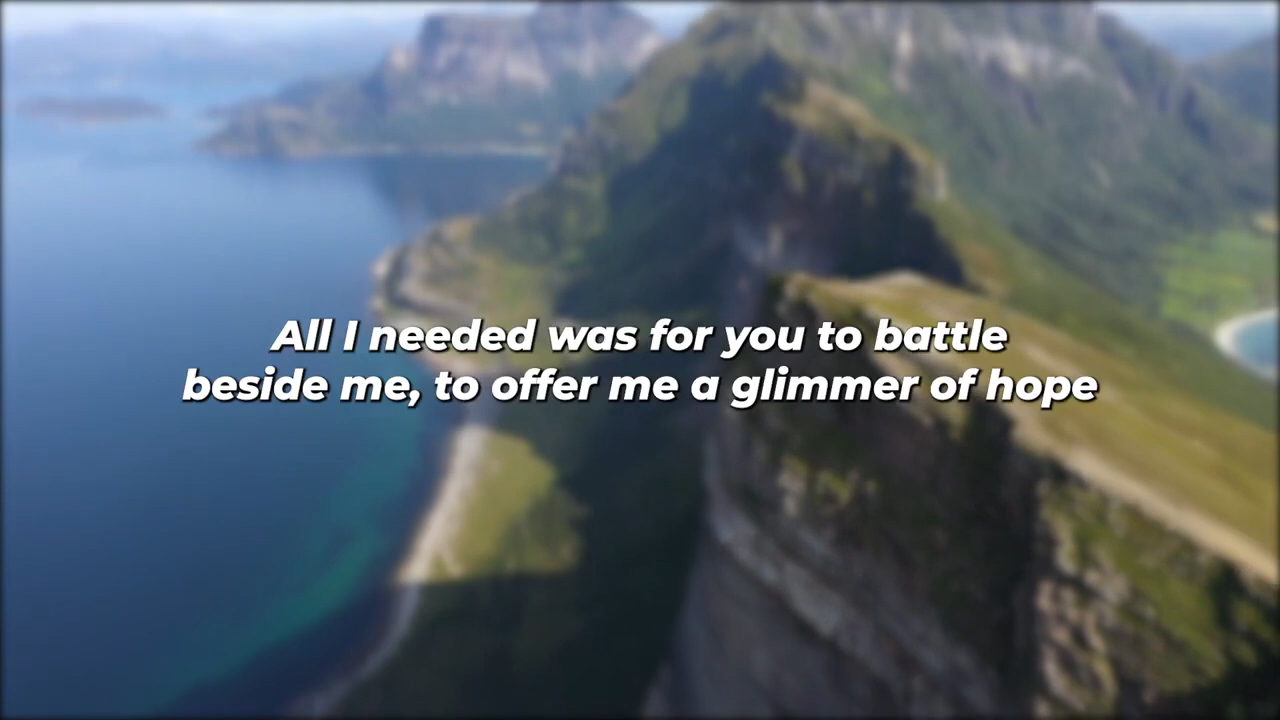 All I needed was for you to battle
beside me, to offer me a glimmer of hope